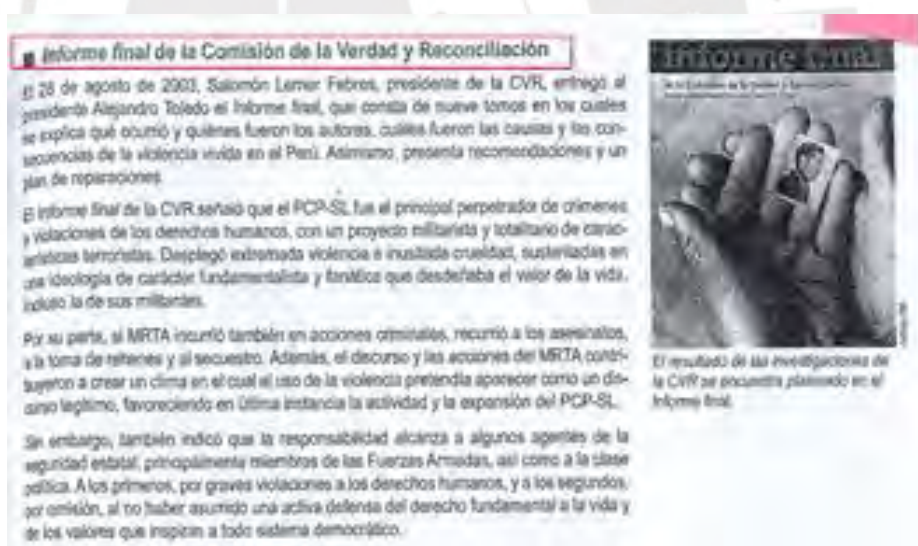 Informe final de la Comisión de la Verdad y Reconciliación
El 28 de agosto de 2003, Salomón Lerner Febres, presidente de la CVR, entregó al
presidente Alejandro Toledo el Informe final, que consta de nueve tomos en los cuales
se explica qué ocurrió y quiénes fueron los autores, cuáles fueron las causas y las con-
secuencias de la violencia vivida en el Perú. Asimismo, presenta recomendaciones y un
plan de reparaciones.
El informe final de la CVR señaló que el PCP-SL fue el principal perpetrador de crímenes
y violaciones de los derechos humanos, con un proyecto militarista y totalitario de carac-
terísticas terroristas. Desplegó extremada violencia e inusitada crueldad, sustentadas en
una ideología de carácter fundamentalista y fanática que desdeñaba el valor de la vida,
incluso la de sus militantes.
Por su parte, el MRTA incurrió también en acciones criminales, recurrió a los asesinatos,
a la toma de rehenes y al secuestro. Además, el discurso y las acciones del MRTA contri-
buyeron a crear un clima en el cual el uso de la violencia pretendía aparecer como un dis-
curso legítimo, favoreciendo en última instancia la actividad y la expansión del PCP-SL.
Sin embargo, también indicó que la responsabilidad alcanza a algunos agentes de la
seguridad estatal, principalmente miembros de las Fuerzas Armadas, así como a la clase
política. A los primeros, por graves violaciones a los derechos humanos, y a los segundos,
por omisión, al no haber asumido una activa defensa del derecho fundamental a la vida y
de los valores que inspiran a todo sistema democrático.
Informe final
de la Comisión de la Verdad y Reconciliación
El resultado de las investigaciones de
la CVR se encuentra plasmado en el
Informe final.